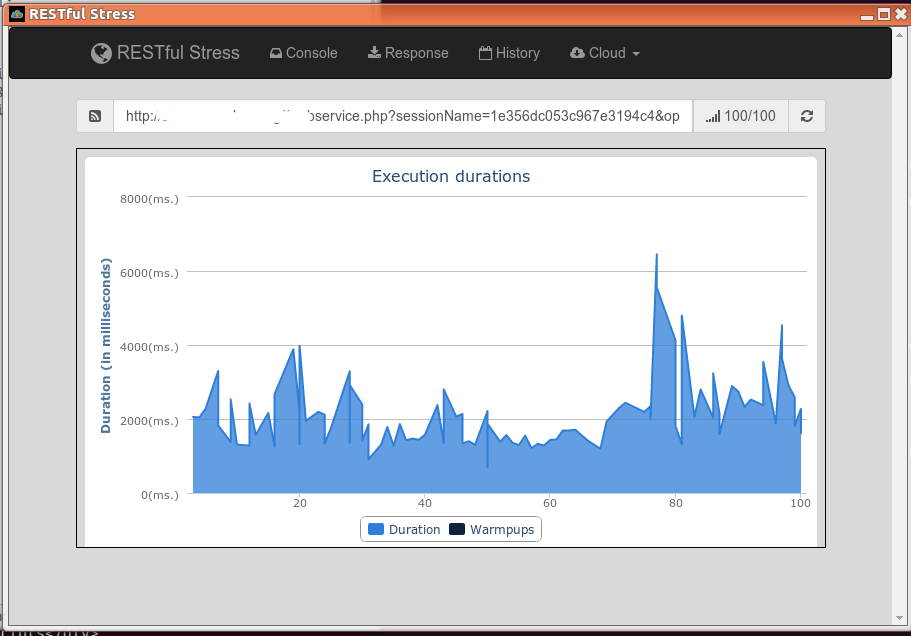 RESTful Stress
RESTful Stress Console Response History Cloud
http:/ service.php?sessionName=1e356dc053c967e3194c4&op 100/100
Execution durations
8000(ms.)
6000(ms.)
4000(ms.)
2000(ms.)
0(ms.)
Duration (in milliseconds)
20 40 60 80 100
Duration Warmpups